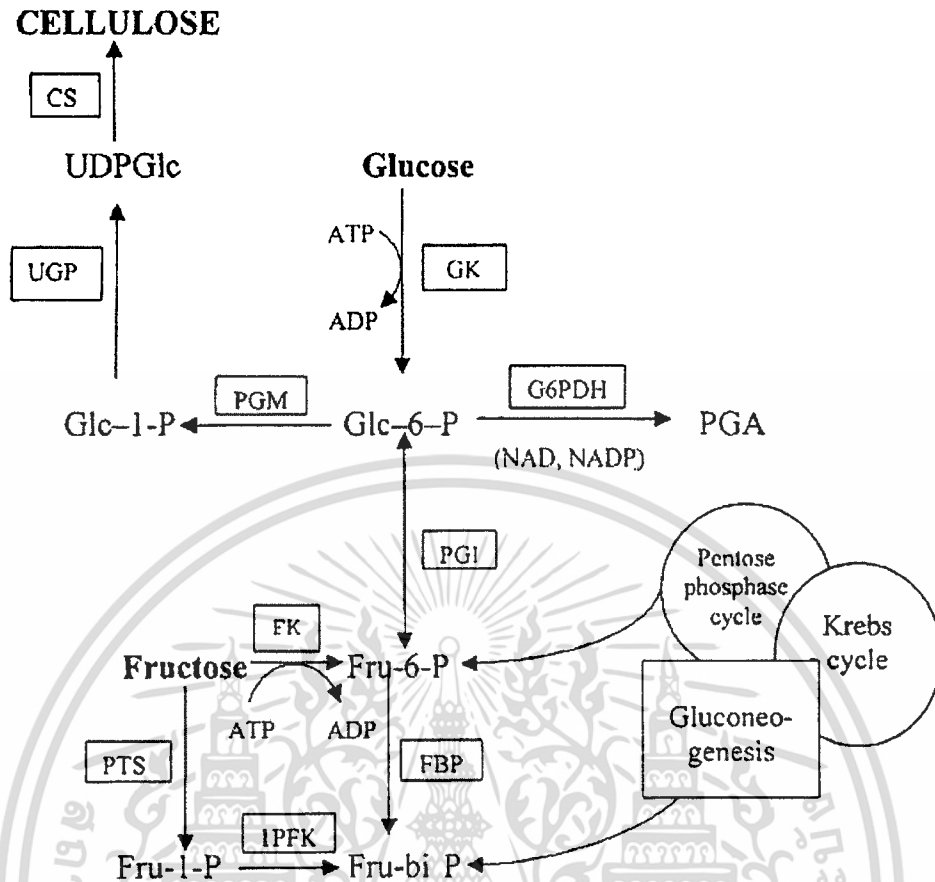 CELLULOSE
CS
UDPGlc
Glucose
UGP
ATP
GK
ADP
Glc-1-P
PGM
Glc-6-P
G6PDH
PGA
(NAD, NADP)
PGI
Pentose
phosphase
cycle
Krebs
cycle
FK
Fructose
Fru-6-P
ATP
ADP
Gluconeo-
genesis
PTS
FBP
Fru-1-P
1PFK
Fru-bi P